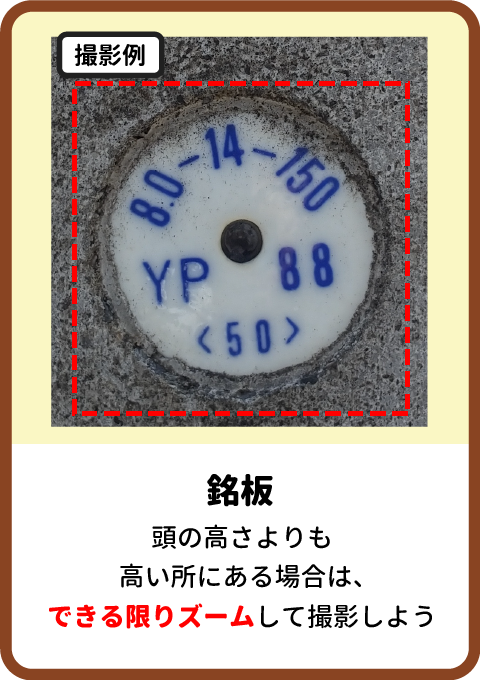 撮影例
8.0-14-150
YP 88
<50>
銘板
頭の高さよりも
高い所にある場合は、
できる限りズームして撮影しよう